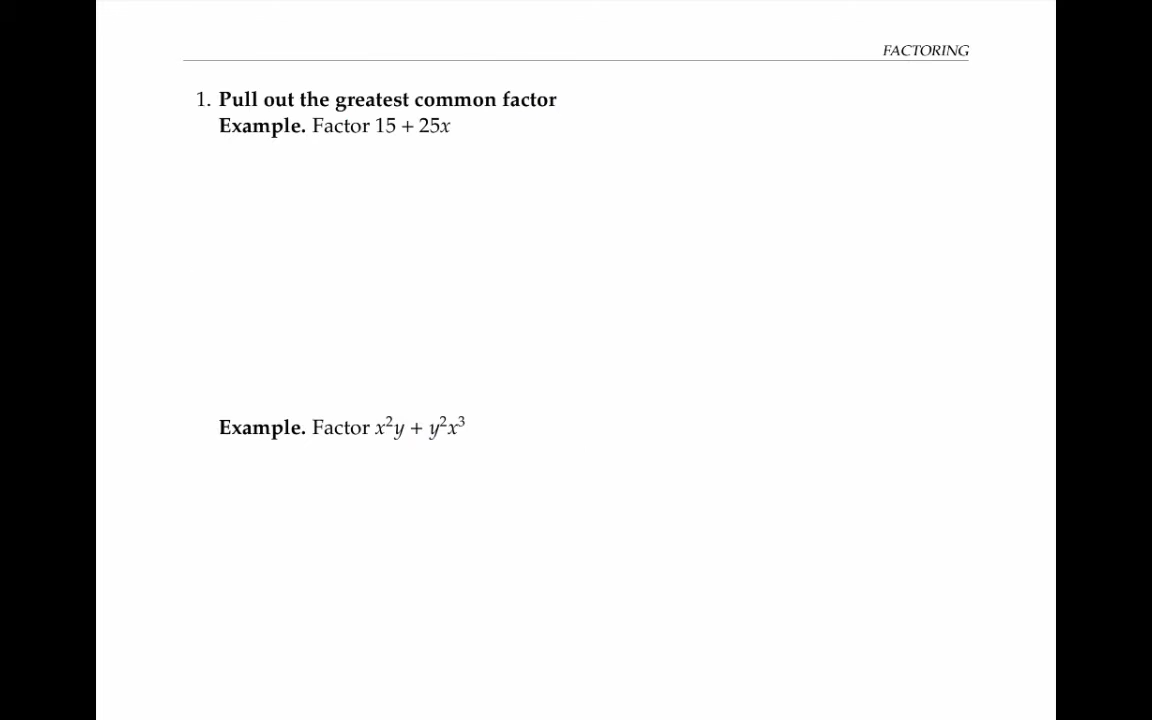 FACTORING
1. Pull out the greatest common factor
Example. Factor 15 + 25x
Example. Factor x²y + y²x³